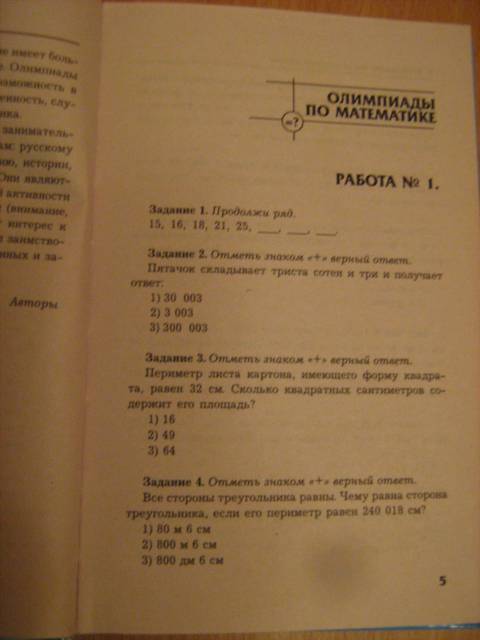 не имеет боль-
е. Олимпиады
озможность в
енность, слу-
ника.
заниматель-
ам: русскому
ию, истории,
Они являют-
й активности
(внимание,
интерес к
и заимство-
нных и за-
Авторы
=?
ОЛИМПИАДЫ
ПО МАТЕМАТИКЕ
РАБОТА № 1.
Задание 1. Продолжи ряд.
15, 16, 18, 21, 25, ___, ___, ___
Задание 2. Отметь знаком «+» верный ответ.
Пятачок складывает триста сотен и три и получает
ответ:
1) 30 003
2) 3 003
3) 300 003
Задание 3. Отметь знаком «+» верный ответ.
Периметр листа картона, имеющего форму квадра-
та, равен 32 см. Сколько квадратных сантиметров со-
держит его площадь?
1) 16
2) 49
3) 64
Задание 4. Отметь знаком «+» верный ответ.
Все стороны треугольника равны. Чему равна сторона
треугольника, если его периметр равен 240 018 см?
1) 80 м 6 см
2) 800 м 6 см
3) 800 дм 6 см
5